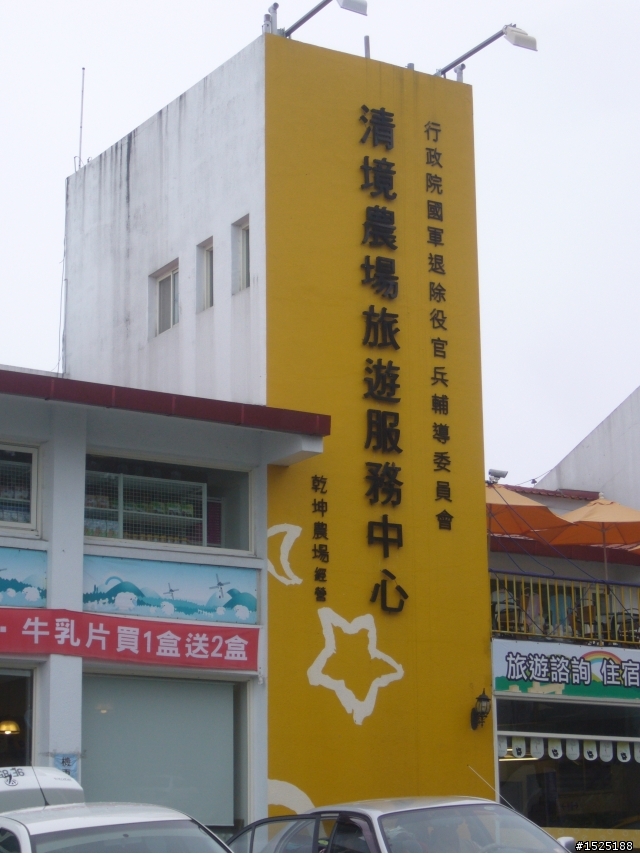 行政院國軍退除役官兵輔導委員會
清境農場旅遊服務中心
乾坤農場經營
牛乳片買1盒送2盒
旅遊諮詢 住宿
#1525188